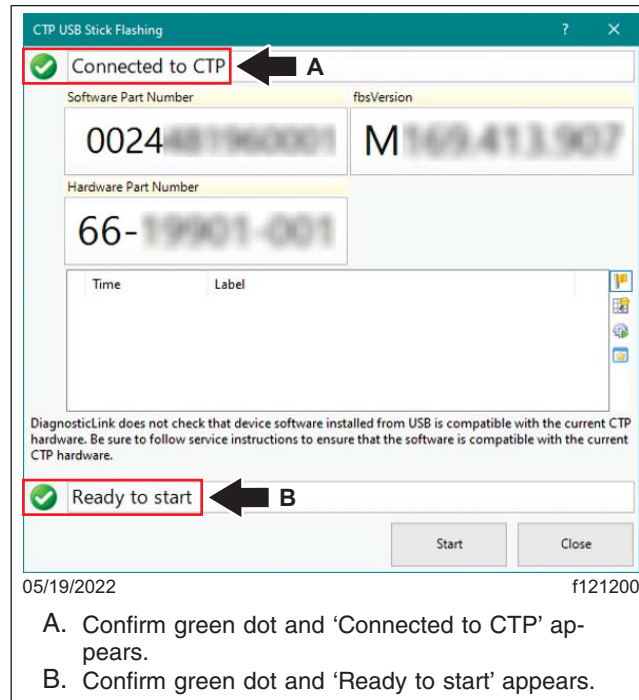 CTP USB Stick Flashing ? ×
Connected to CTP A
Software Part Number fbsVersion
0024 M
Hardware Part Number
66-
Time Label
DiagnosticLink does not check that device software installed from USB is compatible with the current CTP
hardware. Be sure to follow service instructions to ensure that the software is compatible with the current
CTP hardware.
Ready to start B
Start Close
05/19/2022 f121200
A. Confirm green dot and ‘Connected to CTP’ ap-
pears.
B. Confirm green dot and ‘Ready to start’ appears.